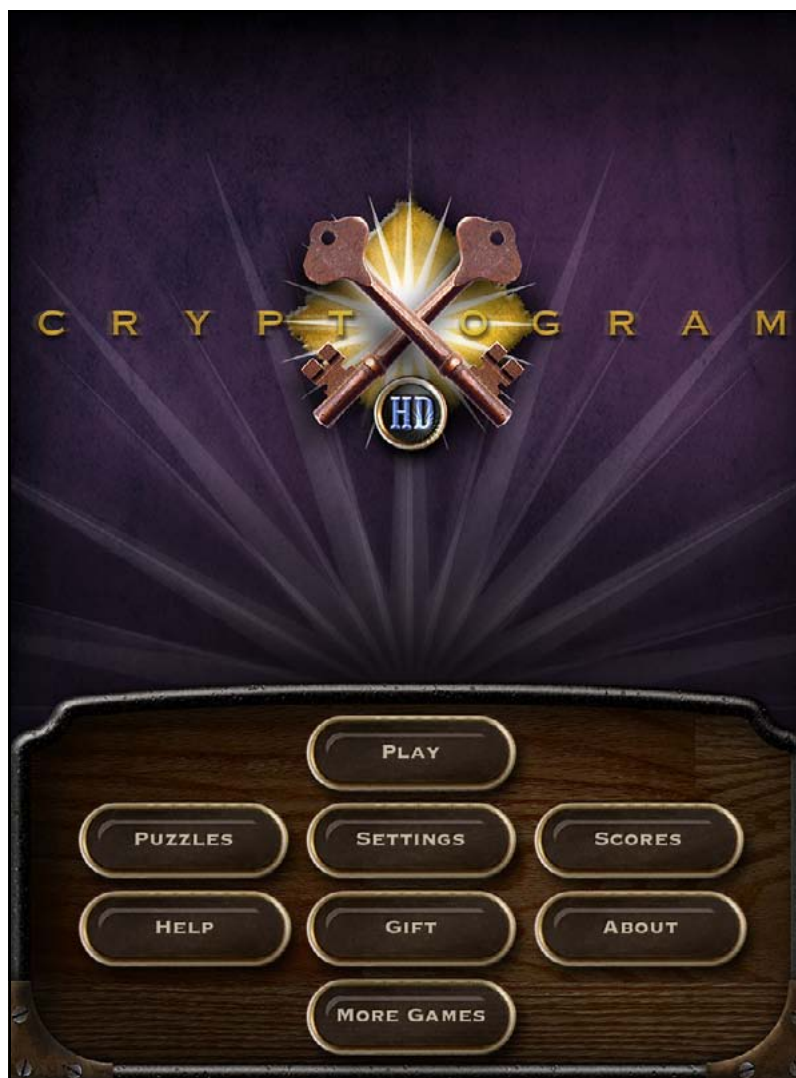 CRYPTOGRAM
HD
PLAY
PUZZLES SETTINGS SCORES
HELP GIFT ABOUT
MORE GAMES